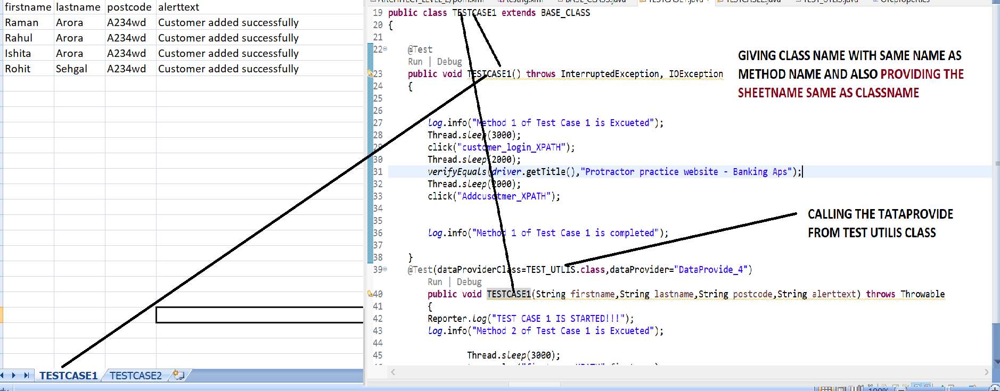 firstname lastname postcode alerttext
Raman Arora A234wd Customer added successfully
Rahul Arora A234wd Customer added successfully
Ishita Arora A234wd Customer added successfully
Rohit Sehgal A234wd Customer added successfully
TESTCASE1 TESTCASE2
19 public class TESTCASE1 extends BASE_CLASS
20 {
21
22 @Test
Run | Debug
23 public void TESTCASE1() throws InterruptedException, IOException
24 {
25
26
27 log.info("Method 1 of Test Case 1 is Excueted");
28 Thread.sleep(3000);
29 click("customer_login_XPATH");
30 Thread.sleep(2000);
31 verifyEquals(driver.getTitle(),"Protractor practice website - Banking Aps");
32 Thread.sleep(2000);
33 click("Addcusotmer_XPATH");
34
35
36 log.info("Method 1 of Test Case 1 is completed");
37
38 }
39 @Test(dataProviderClass=TEST_UTLIS.class,dataProvider="DataProvide_4")
Run | Debug
40 public void TESTCASE1(String firstname,String lastname,String postcode,String alerttext) throws Throwable
41 {
42 Reporter.log("TEST CASE 1 IS STARTED!!!");
43 log.info("Method 2 of Test Case 1 is Excueted");
44
45 Thread.sleep(3000);
GIVING CLASS NAME WITH SAME NAME AS
METHOD NAME AND ALSO PROVIDING THE
SHEETNAME SAME AS CLASSNAME
CALLING THE TATAPROVIDE
FROM TEST UTILIS CLASS
100%